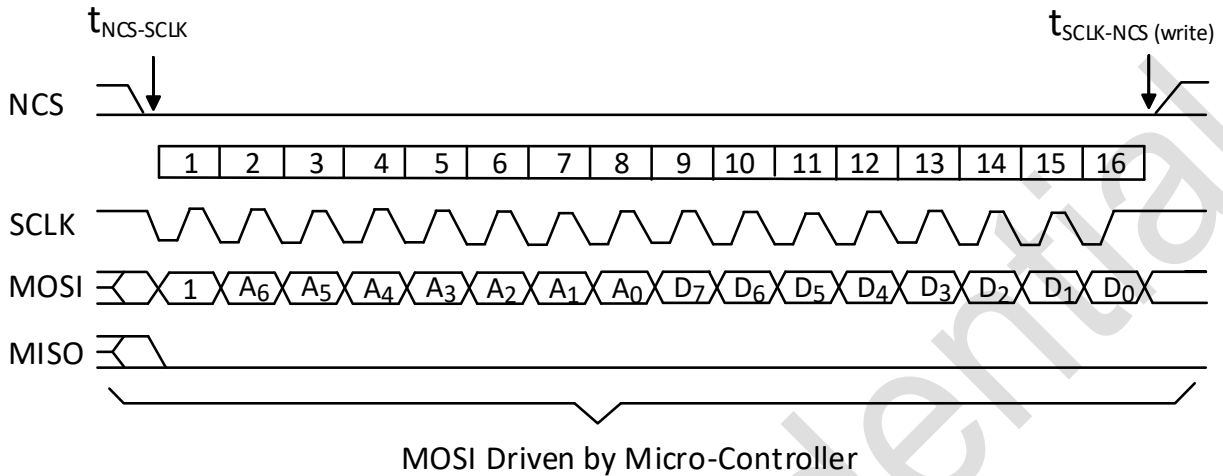 tNCS-SCLK
tSCLK-NCS (write)
NCS
1 2 3 4 5 6 7 8 9 10 11 12 13 14 15 16
SCLK
MOSI 1 A6 A5 A4 A3 A2 A1 A0 D7 D6 D5 D4 D3 D2 D1 D0
MISO
MOSI Driven by Micro-Controller
dential